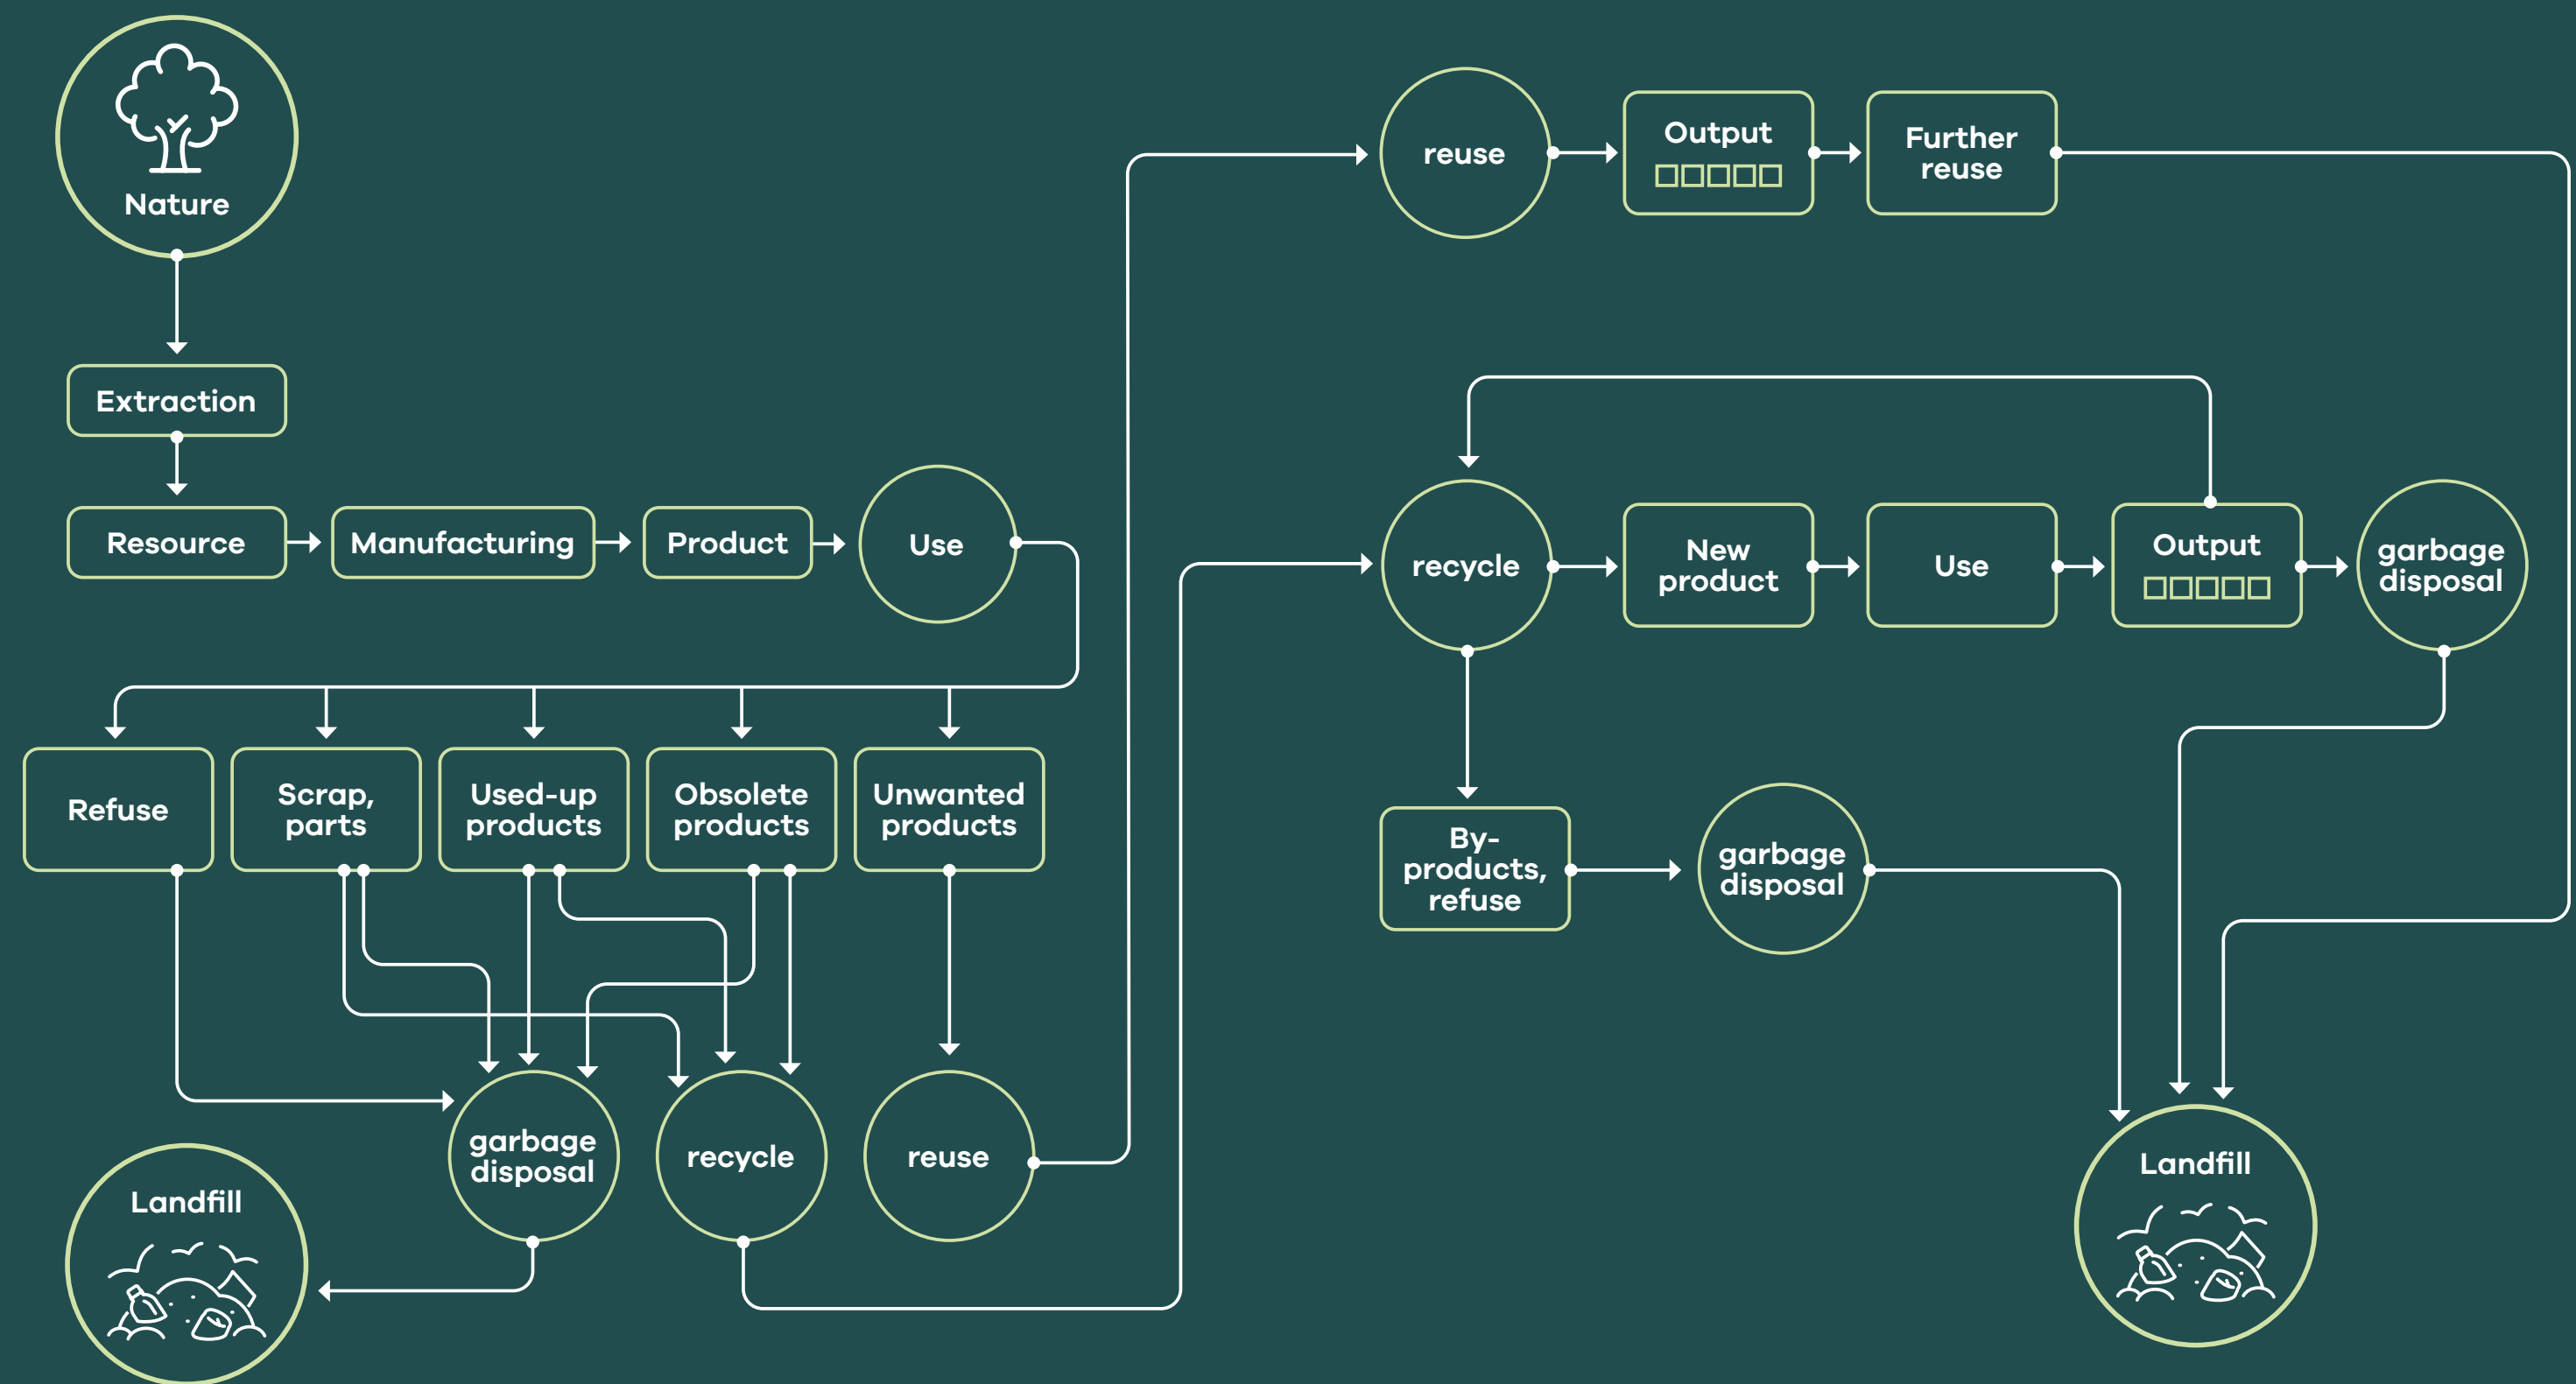 Nature
Extraction
Resource
Manufacturing
Product
Use
Refuse
Scrap,
parts
Used-up
products
Obsolete
products
Unwanted
products
garbage
disposal
recycle
reuse
Landfill
reuse
Output
Further
reuse
recycle
New
product
Use
Output
garbage
disposal
By-
products,
refuse
garbage
disposal
Landfill